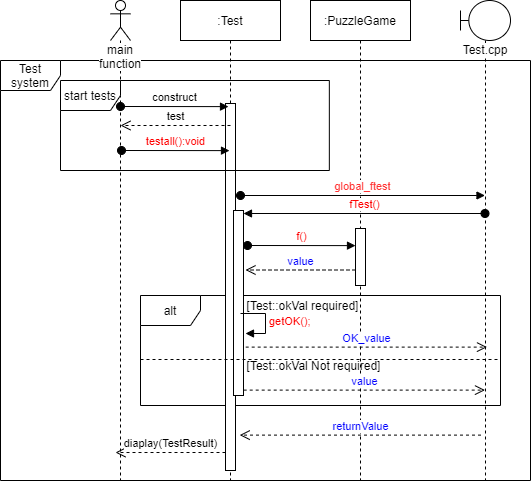 :Test
:PuzzleGame
main
function
Test.cpp
Test
system
start tests
construct
test
testall():void
global_ftest
fTest()
f()
value
alt
[Test::okVal required]
getOK();
OK_value
[Test::okVal Not required]
value
returnValue
diaplay(TestResult)